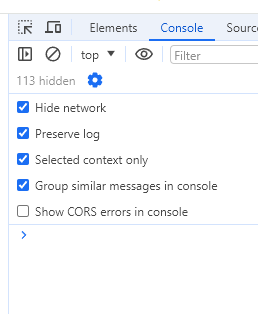 Elements Console Sourc
top Filter
113 hidden
Hide network
Preserve log
Selected context only
Group similar messages in console
Show CORS errors in console